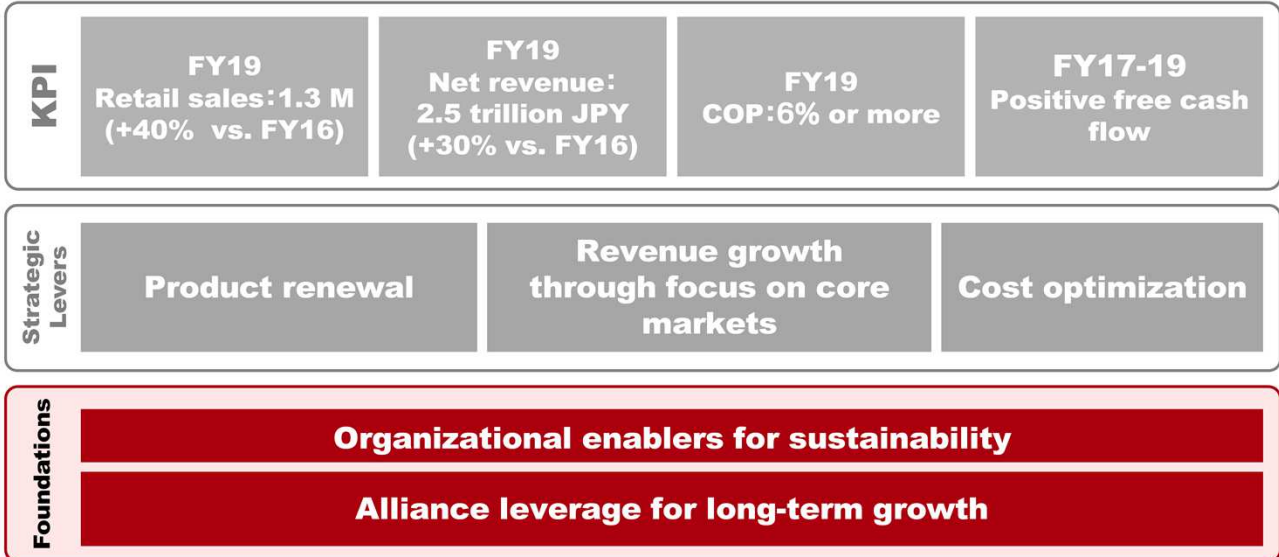 KPI
FY19
Retail sales:1.3 M
(+40% vs. FY16)
FY19
Net revenue:
2.5 trillion JPY
(+30% vs. FY16)
FY19
COP:6% or more
FY17-19
Positive free cash
flow
Strategic
Levers
Product renewal
Revenue growth
through focus on core
markets
Cost optimization
Foundations
Organizational enablers for sustainability
Alliance leverage for long-term growth